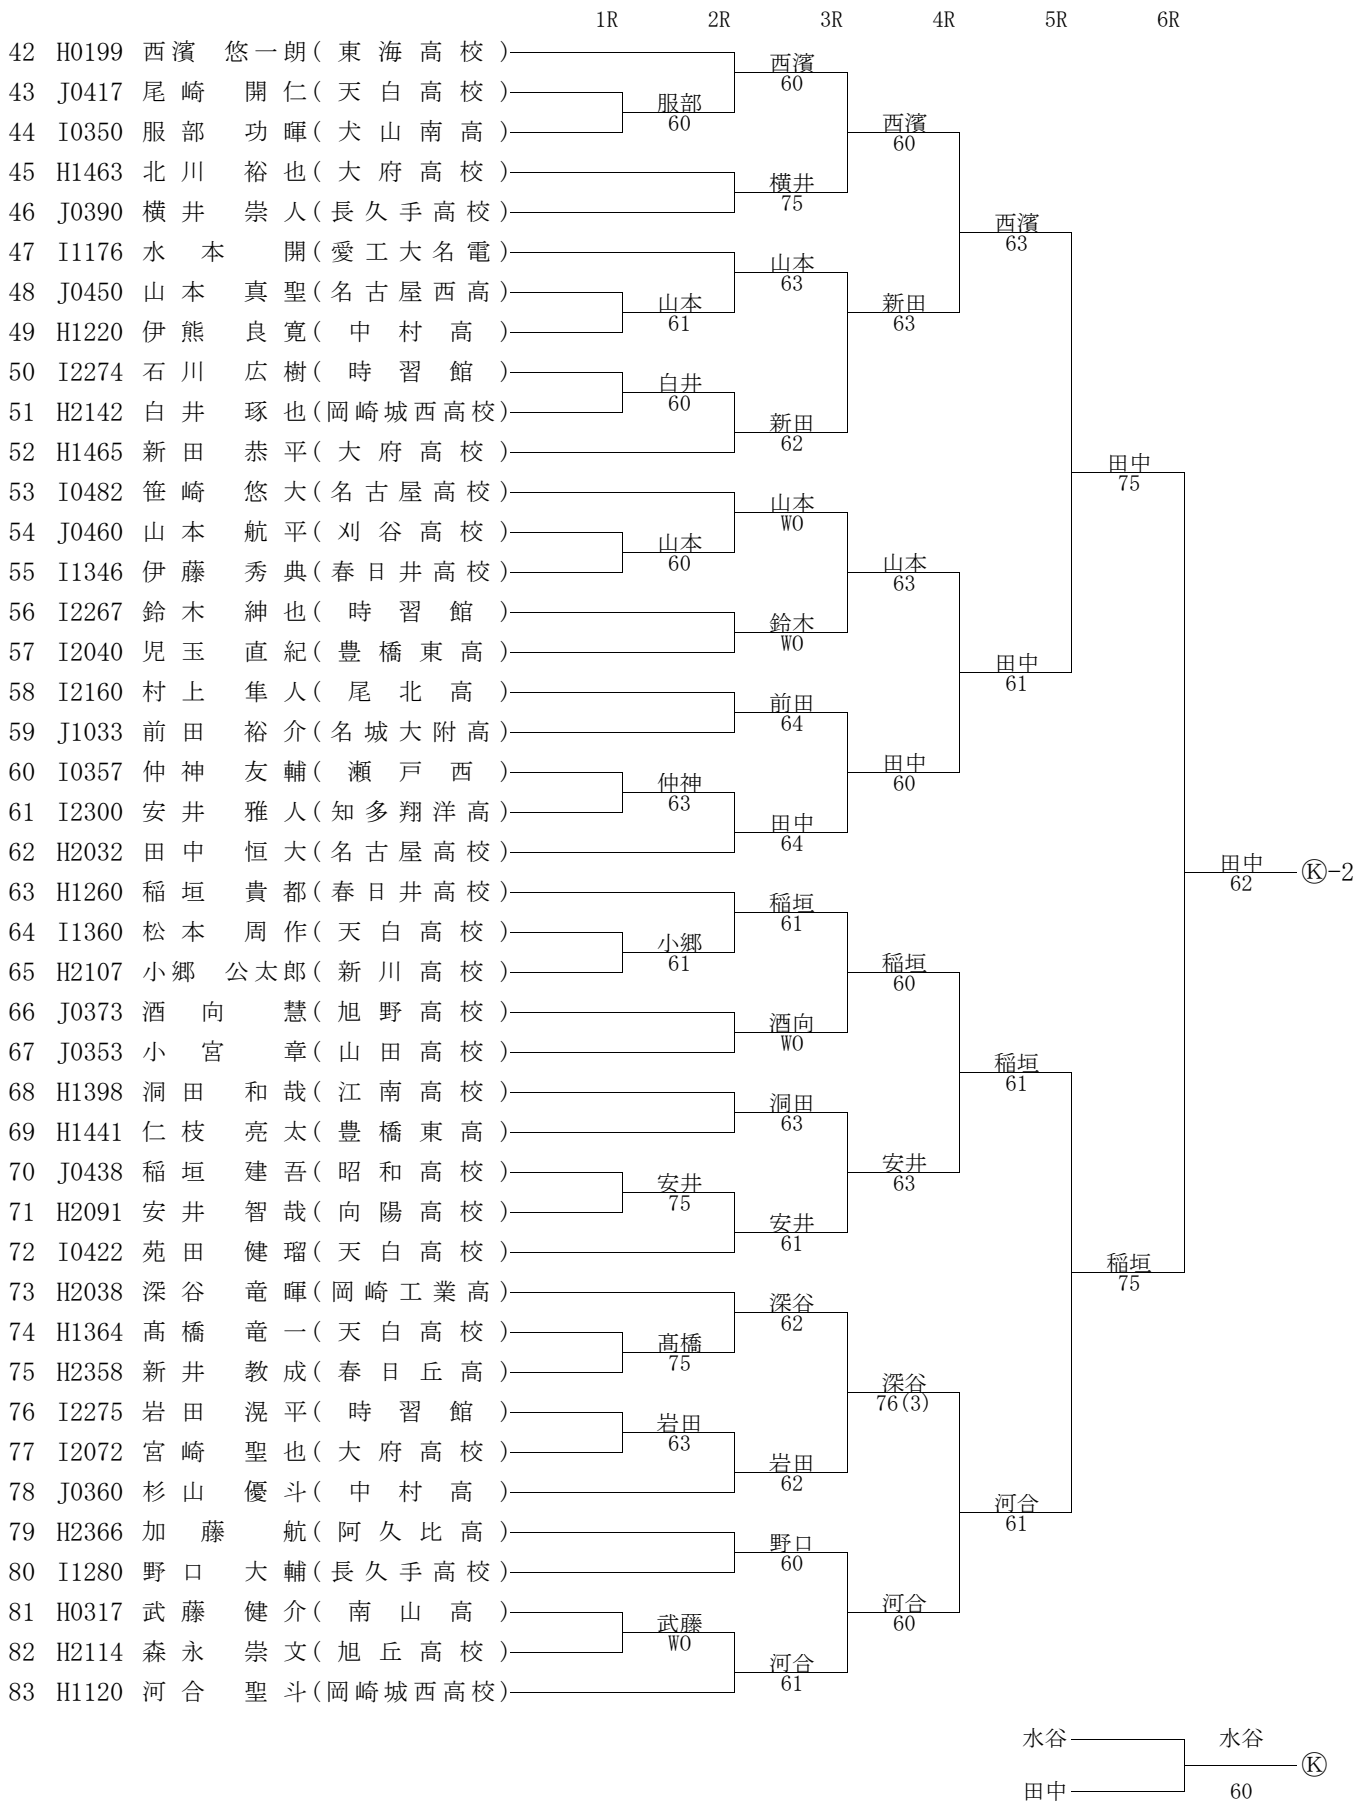 1R 2R 3R 4R 5R 6R
42 H0199 西濱 悠一朗(東海高校)
西濱
60
43 J0417 尾崎 開仁(天白高校)
服部
60
44 I0350 服部 功暉(犬山南高)
西濱
60
45 H1463 北川 裕也(大府高校)
横井
75
46 J0390 横井 崇人(長久手高校)
西濱
63
47 I1176 水本 開(愛工大名電)
山本
63
48 J0450 山本 真聖(名古屋西高)
山本
61
新田
63
49 H1220 伊熊 良寛(中村高)
50 I2274 石川 広樹(時習館)
白井
60
51 H2142 白井 琢也(岡崎城西高校)
新田
62
52 H1465 新田 恭平(大府高校)
田中
75
53 I0482 笹崎 悠大(名古屋高校)
山本
WO
54 J0460 山本 航平(刈谷高校)
山本
60
55 I1346 伊藤 秀典(春日井高校)
山本
63
56 I2267 鈴木 紳也(時習館)
鈴木
WO
57 I2040 児玉 直紀(豊橋東高)
田中
61
58 I2160 村上 隼人(尾北高)
前田
64
59 J1033 前田 裕介(名城大附高)
60 I0357 仲神 友輔(瀬戸西)
仲神
63
田中
60
61 I2300 安井 雅人(知多翔洋高)
田中
64
62 H2032 田中 恒大(名古屋高校)
田中
62
Ⓚ-2
63 H1260 稲垣 貴都(春日井高校)
稲垣
61
64 I1360 松本 周作(天白高校)
小郷
61
65 H2107 小郷 公太郎(新川高校)
稲垣
60
66 J0373 酒向 慧(旭野高校)
酒向
WO
67 J0353 小宮 章(山田高校)
稲垣
61
68 H1398 洞田 和哉(江南高校)
洞田
63
69 H1441 仁枝 亮太(豊橋東高)
70 J0438 稲垣 建吾(昭和高校)
安井
75
安井
63
71 H2091 安井 智哉(向陽高校)
安井
61
72 I0422 苑田 健瑠(天白高校)
稲垣
75
73 H2038 深谷 竜暉(岡崎工業高)
深谷
62
74 H1364 髙橋 竜一(天白高校)
髙橋
75
75 H2358 新井 教成(春日丘高)
深谷
76(3)
76 I2275 岩田 滉平(時習館)
岩田
63
77 I2072 宮崎 聖也(大府高校)
岩田
62
78 J0360 杉山 優斗(中村高)
河合
61
79 H2366 加藤 航(阿久比高)
野口
60
80 I1280 野口 大輔(長久手高校)
81 H0317 武藤 健介(南山高)
武藤
WO
河合
60
82 H2114 森永 崇文(旭丘高校)
河合
61
83 H1120 河合 聖斗(岡崎城西高校)
水谷 水谷
Ⓚ
田中 60